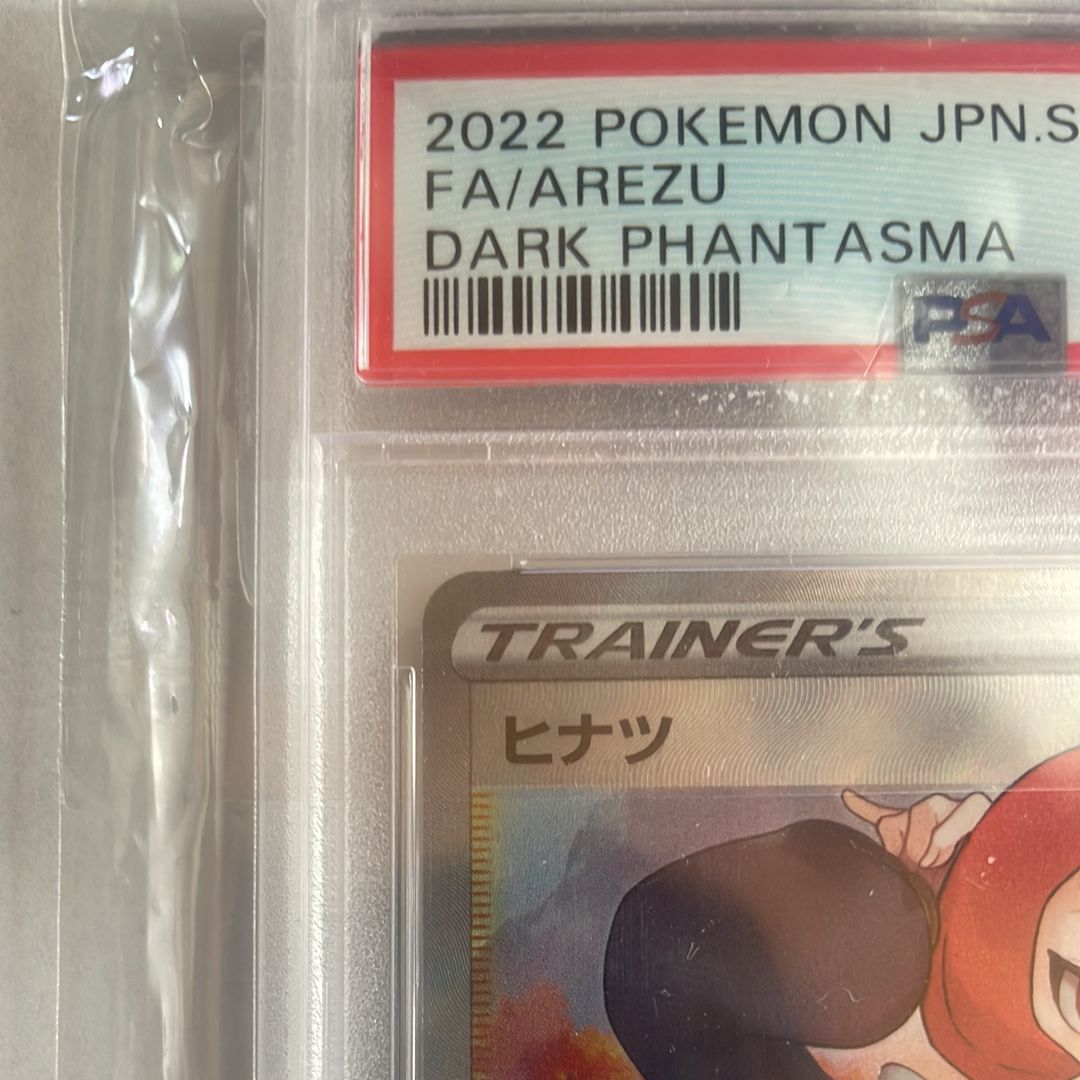 2022 POKEMON JPN.S
FA/AREZU
DARK PHANTASMA
PSA
TRAINER'S
ヒナツ